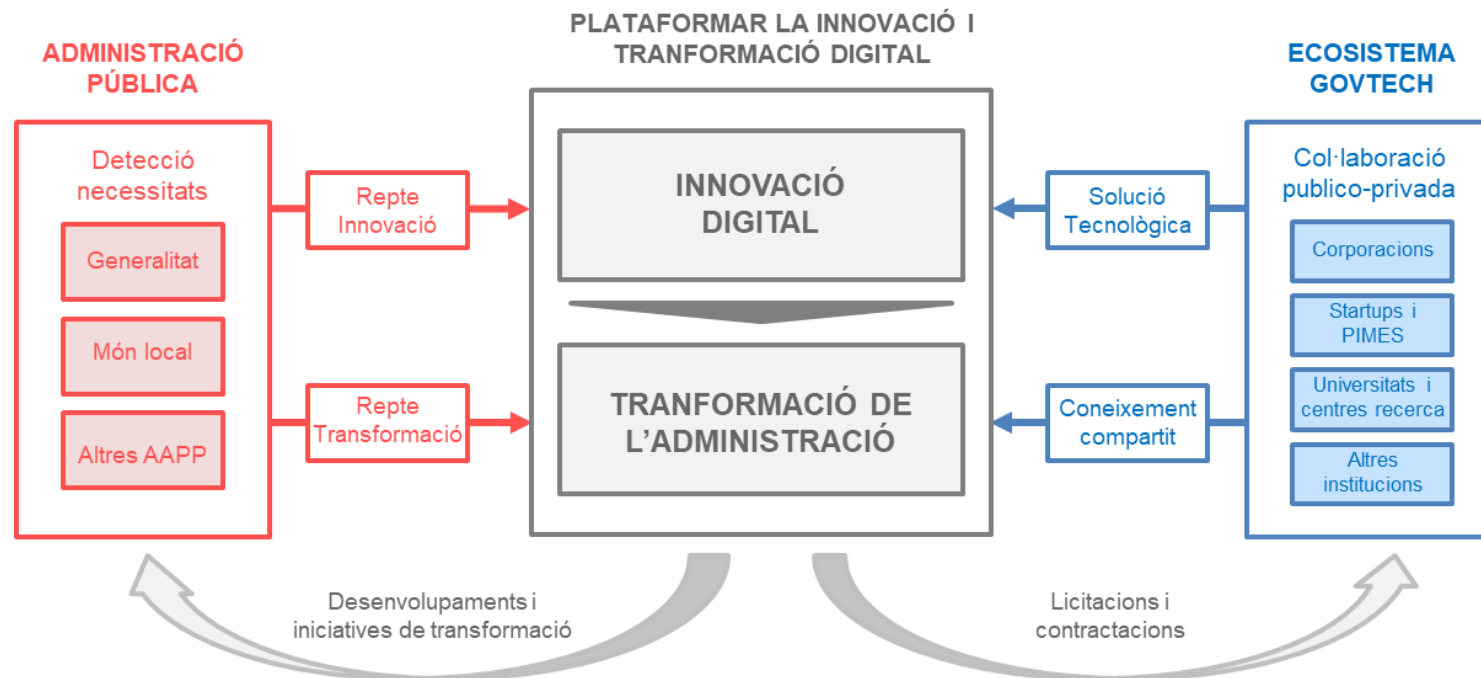 PLATAFORMAR LA INNOVACIÓ I
TRANFORMACIÓ DIGITAL
ADMINISTRACIÓ
PÚBLICA
Detecció
necessitats
Generalitat
Món local
Altres AAPP
Repte
Innovació
Repte
Transformació
INNOVACIÓ
DIGITAL
TRANFORMACIÓ DE
L'ADMINISTRACIÓ
Solució
Tecnològica
Coneixement
compartit
ECOSISTEMA
GOVTECH
Col·laboració
publico-privada
Corporacions
Startups i
PIMES
Universitats i
centres recerca
Altres
institucions
Desenvolupaments i
iniciatives de transformació
Licitacions i
contractacions